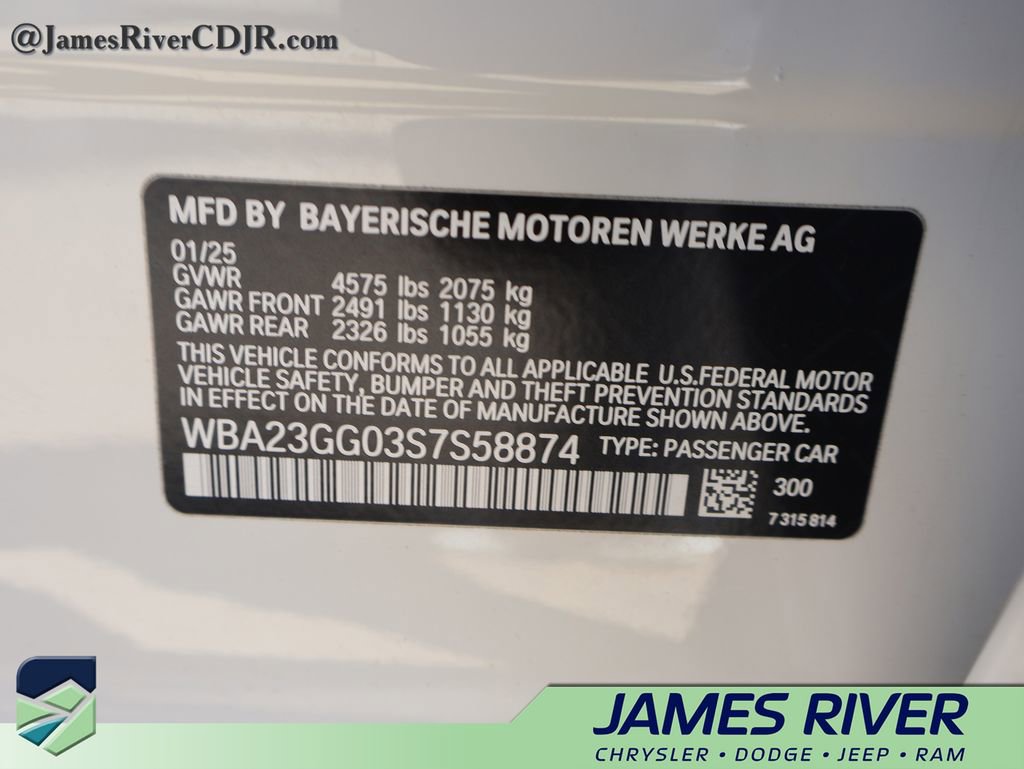 @JamesRiverCDJR.com
MFD BY BAYERISCHE MOTOREN WERKE AG
01/25
GVWR 4575 lbs 2075 kg
GAWR FRONT 2491 lbs 1130 kg
GAWR REAR 2326 lbs 1055 kg
THIS VEHICLE CONFORMS TO ALL APPLICABLE U.S.FEDERAL MOTOR
VEHICLE SAFETY, BUMPER AND THEFT PREVENTION STANDARDS
IN EFFECT ON THE DATE OF MANUFACTURE SHOWN ABOVE.
WBA23GG03S7S58874 TYPE: PASSENGER CAR
300
7315814
JAMES RIVER
CHRYSLER • DODGE • JEEP • RAM